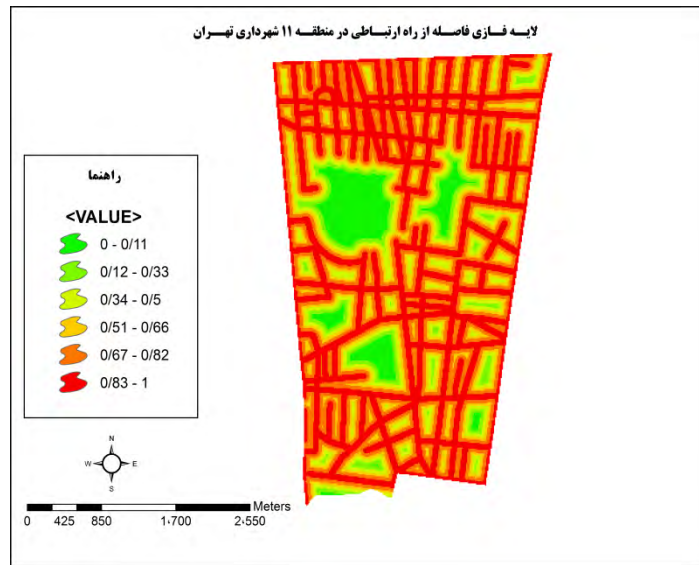 لایه فازی فاصله از راه ارتباطی در منطقه ۱۱ شهرداری تهران
راهنما
<VALUE>
0 - 0/11
0/12 - 0/33
0/34 - 0/5
0/51 - 0/66
0/67 - 0/82
0/83 - 1
N
W E
S
Meters
0 425 850 1,700 2,550